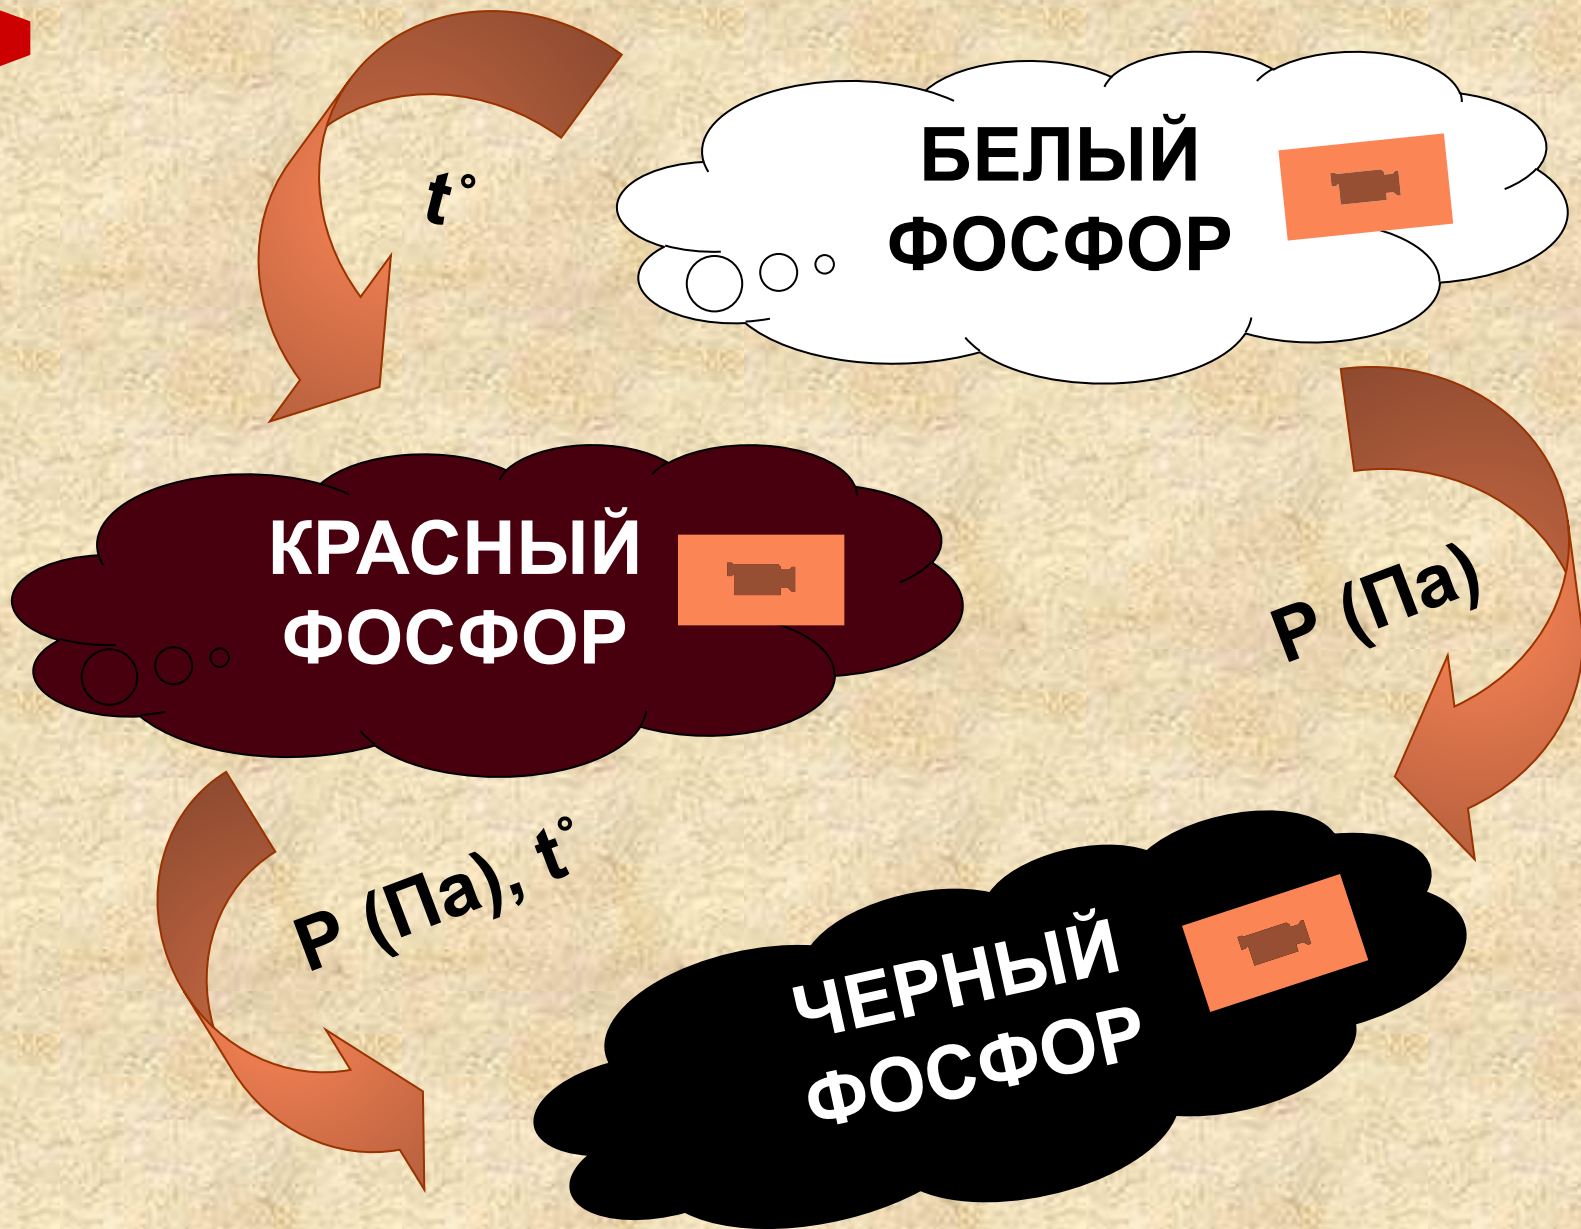 t°
БЕЛЫЙ
ФОСФОР
КРАСНЫЙ
ФОСФОР
Р (Па)
Р (Па), t°
ЧЕРНЫЙ
ФОСФОР